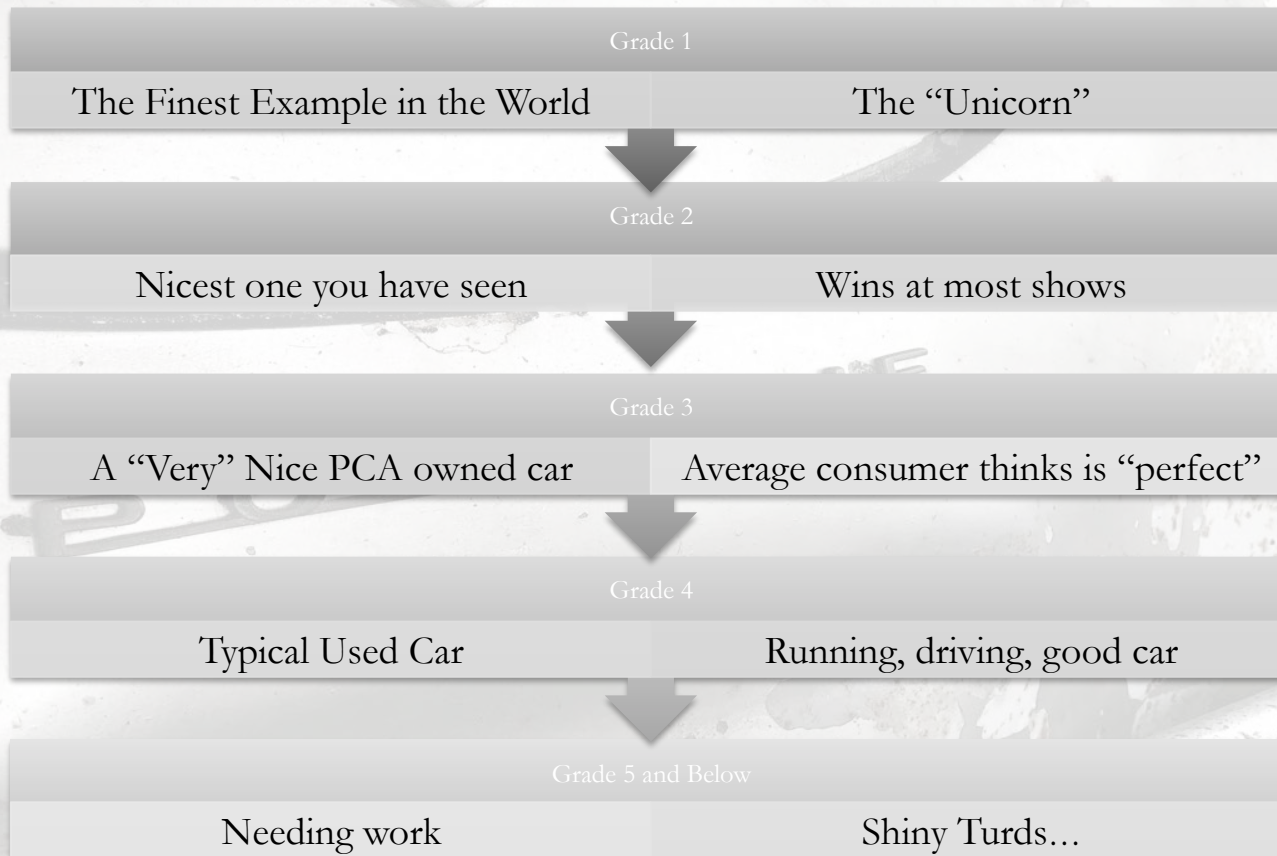 Grade 1
The Finest Example in the World
The “Unicorn”
Grade 2
Nicest one you have seen
Wins at most shows
Grade 3
A “Very” Nice PCA owned car
Average consumer thinks is “perfect”
Grade 4
Typical Used Car
Running, driving, good car
Grade 5 and Below
Needing work
Shiny Turds…